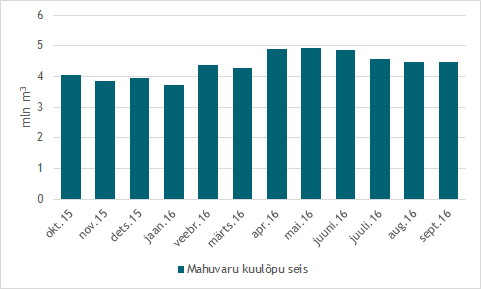 6
5
4
3
2
1
0
mln m³
okt.15
nov.15
dets.15
jaan.16
veebr.16
märts.16
apr.16
mai.16
juuni.16
juuli.16
aug.16
sept.16
Mahuvaru kuulõpu seis